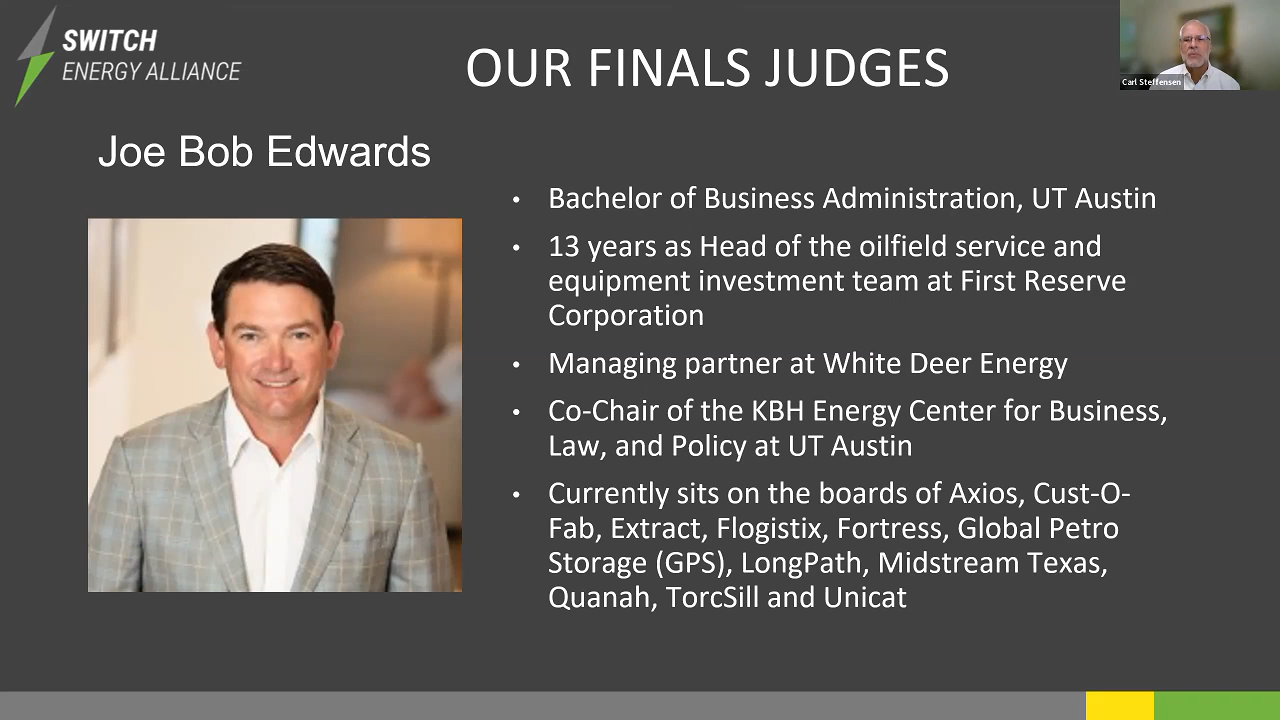 SWITCH
ENERGY ALLIANCE
OUR FINALS JUDGES
Carl Steffensen
Joe Bob Edwards
• Bachelor of Business Administration, UT Austin
• 13 years as Head of the oilfield service and
equipment investment team at First Reserve
Corporation
• Managing partner at White Deer Energy
• Co-Chair of the KBH Energy Center for Business,
Law, and Policy at UT Austin
• Currently sits on the boards of Axios, Cust-O-
Fab, Extract, Flogistix, Fortress, Global Petro
Storage (GPS), LongPath, Midstream Texas,
Quanah, TorcSill and Unicat